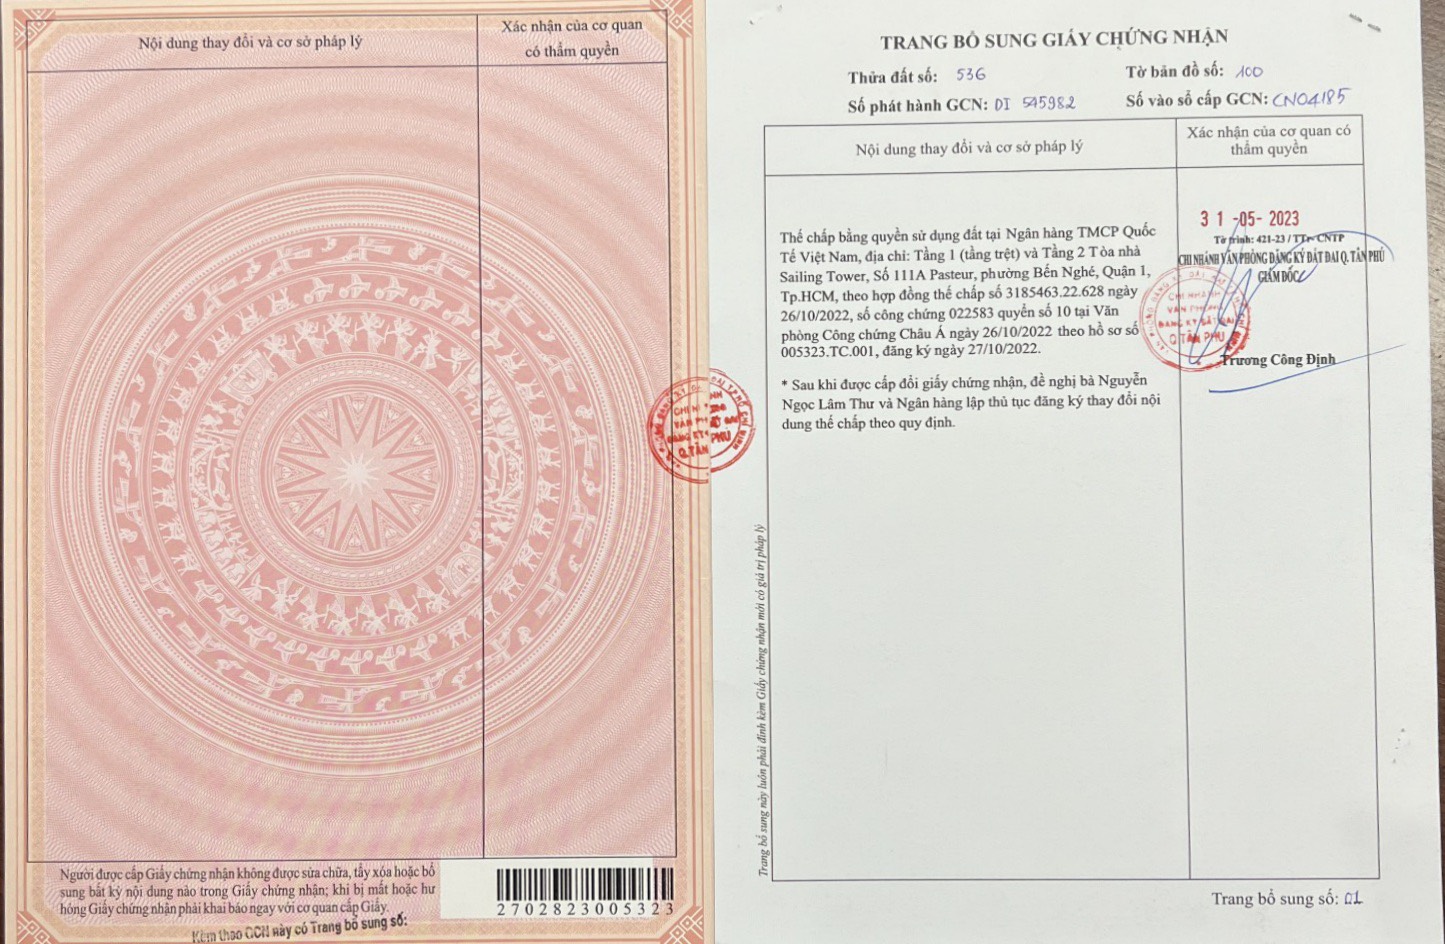 Nội dung thay đổi và cơ sở pháp lý
Xác nhận của cơ quan
có thẩm quyền
Người được cấp Giấy chứng nhận không được sửa chữa, tẩy xóa hoặc bổ
sung bất kỳ nội dung nào trong Giấy chứng nhận; khi bị mất hoặc hư
hỏng Giấy chứng nhận phải khai báo ngay với cơ quan cấp Giấy.
Kèm theo GCN này có Trang bổ sung số:
2702823005323
TRANG BỔ SUNG GIẤY CHỨNG NHẬN
Thửa đất số: 536
Tờ bản đồ số: 100
Số phát hành GCN: DI 545982
Số vào sổ cấp GCN: CN04185
Nội dung thay đổi và cơ sở pháp lý
Xác nhận của cơ quan có
thẩm quyền
Thế chấp bằng quyền sử dụng đất tại Ngân hàng TMCP Quốc
Tế Việt Nam, địa chỉ: Tầng 1 (tầng trệt) và Tầng 2 Tòa nhà
Sailing Tower, Số 111A Pasteur, phường Bến Nghé, Quận 1,
Tp.HCM, theo hợp đồng thế chấp số 3185463.22.628 ngày
26/10/2022, số công chứng 022583 quyển số 10 tại Văn
phòng Công chứng Châu Á ngày 26/10/2022 theo hồ sơ số
005323.TC.001, đăng ký ngày 27/10/2022.
* Sau khi được cấp đổi giấy chứng nhận, đề nghị bà Nguyễn
Ngọc Lâm Thư và Ngân hàng lập thủ tục đăng ký thay đổi nội
dung thế chấp theo quy định.
31-05-2023
Tờ trình: 421-23 / TTr- CNTP
CHI NHÁNH VĂN PHÒNG ĐĂNG KÝ ĐẤT ĐAI Q. TÂN PHÚ
GIÁM ĐỐC
CHI NHÁNH
VĂN PHÒNG
ĐĂNG KÝ ĐẤT ĐAI
Q. TÂN PHÚ
Trương Công Định
Trang bổ sung này luôn phải đính kèm Giấy chứng nhận mới có giá trị pháp lý
Trang bổ sung số: 01